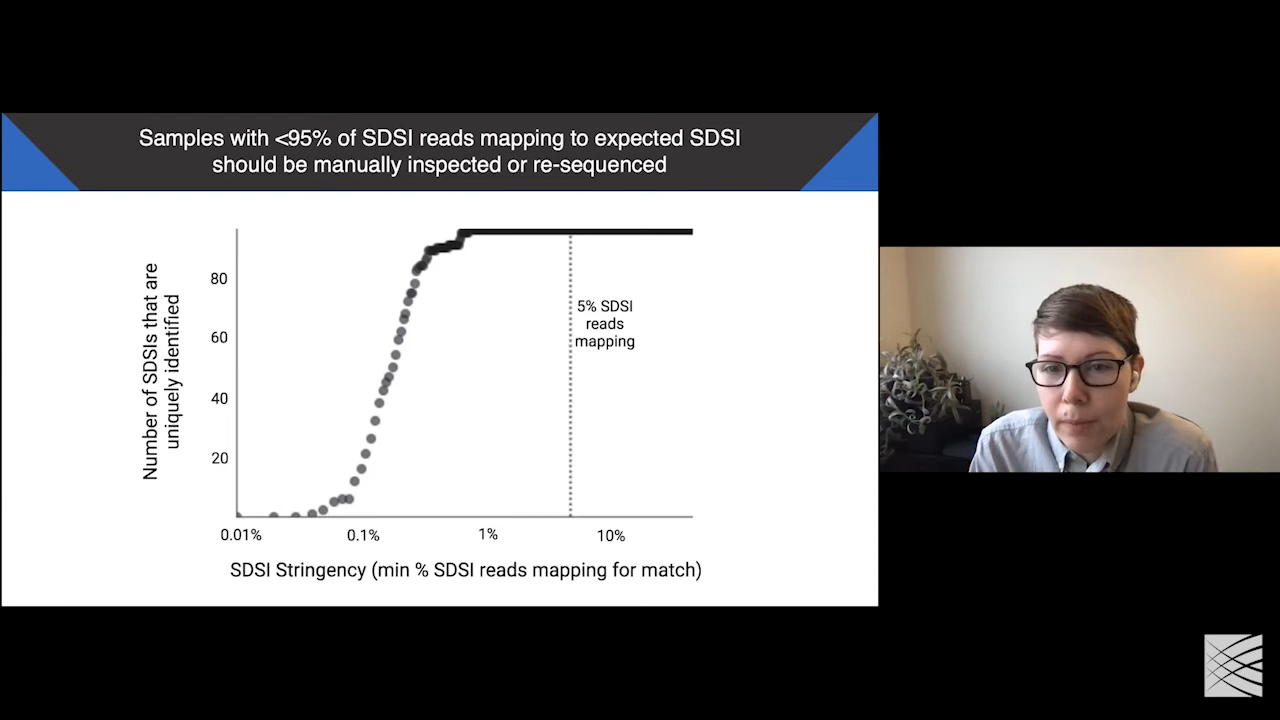 Samples with <95% of SDSI reads mapping to expected SDSI
should be manually inspected or re-sequenced
Number of SDSIs that are
uniquely identified
80
60
40
20
5% SDSI
reads
mapping
0.01%
0.1%
1%
10%
SDSI Stringency (min % SDSI reads mapping for match)